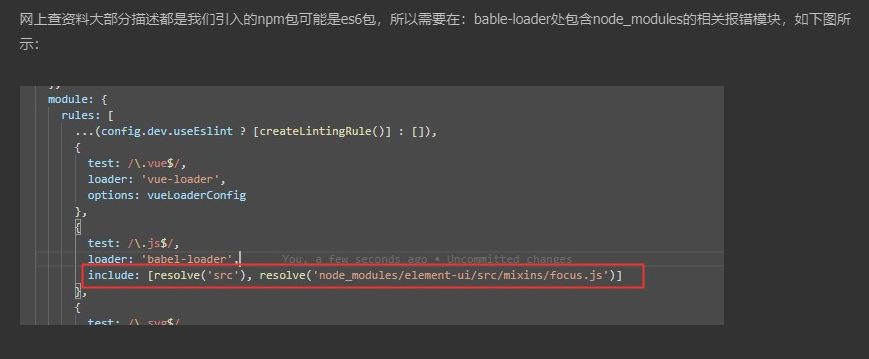 网上查资料大部分描述都是我们引入的npm包可能是es6包，所以需要在：bable-loader处包含node_modules的相关报错模块，如下图所
示：
module: {
rules: [
...(config.dev.useEslint ? [createLintingRule()] : []),
{
test: /\.vue$/,
loader: 'vue-loader',
options: vueLoaderConfig
},
{
test: /\.js$/,
loader: 'babel-loader', You, a few seconds ago • Uncommitted changes
include: [resolve('src'), resolve('node_modules/element-ui/src/mixins/focus.js')]
},
{
test: /\.svg$/